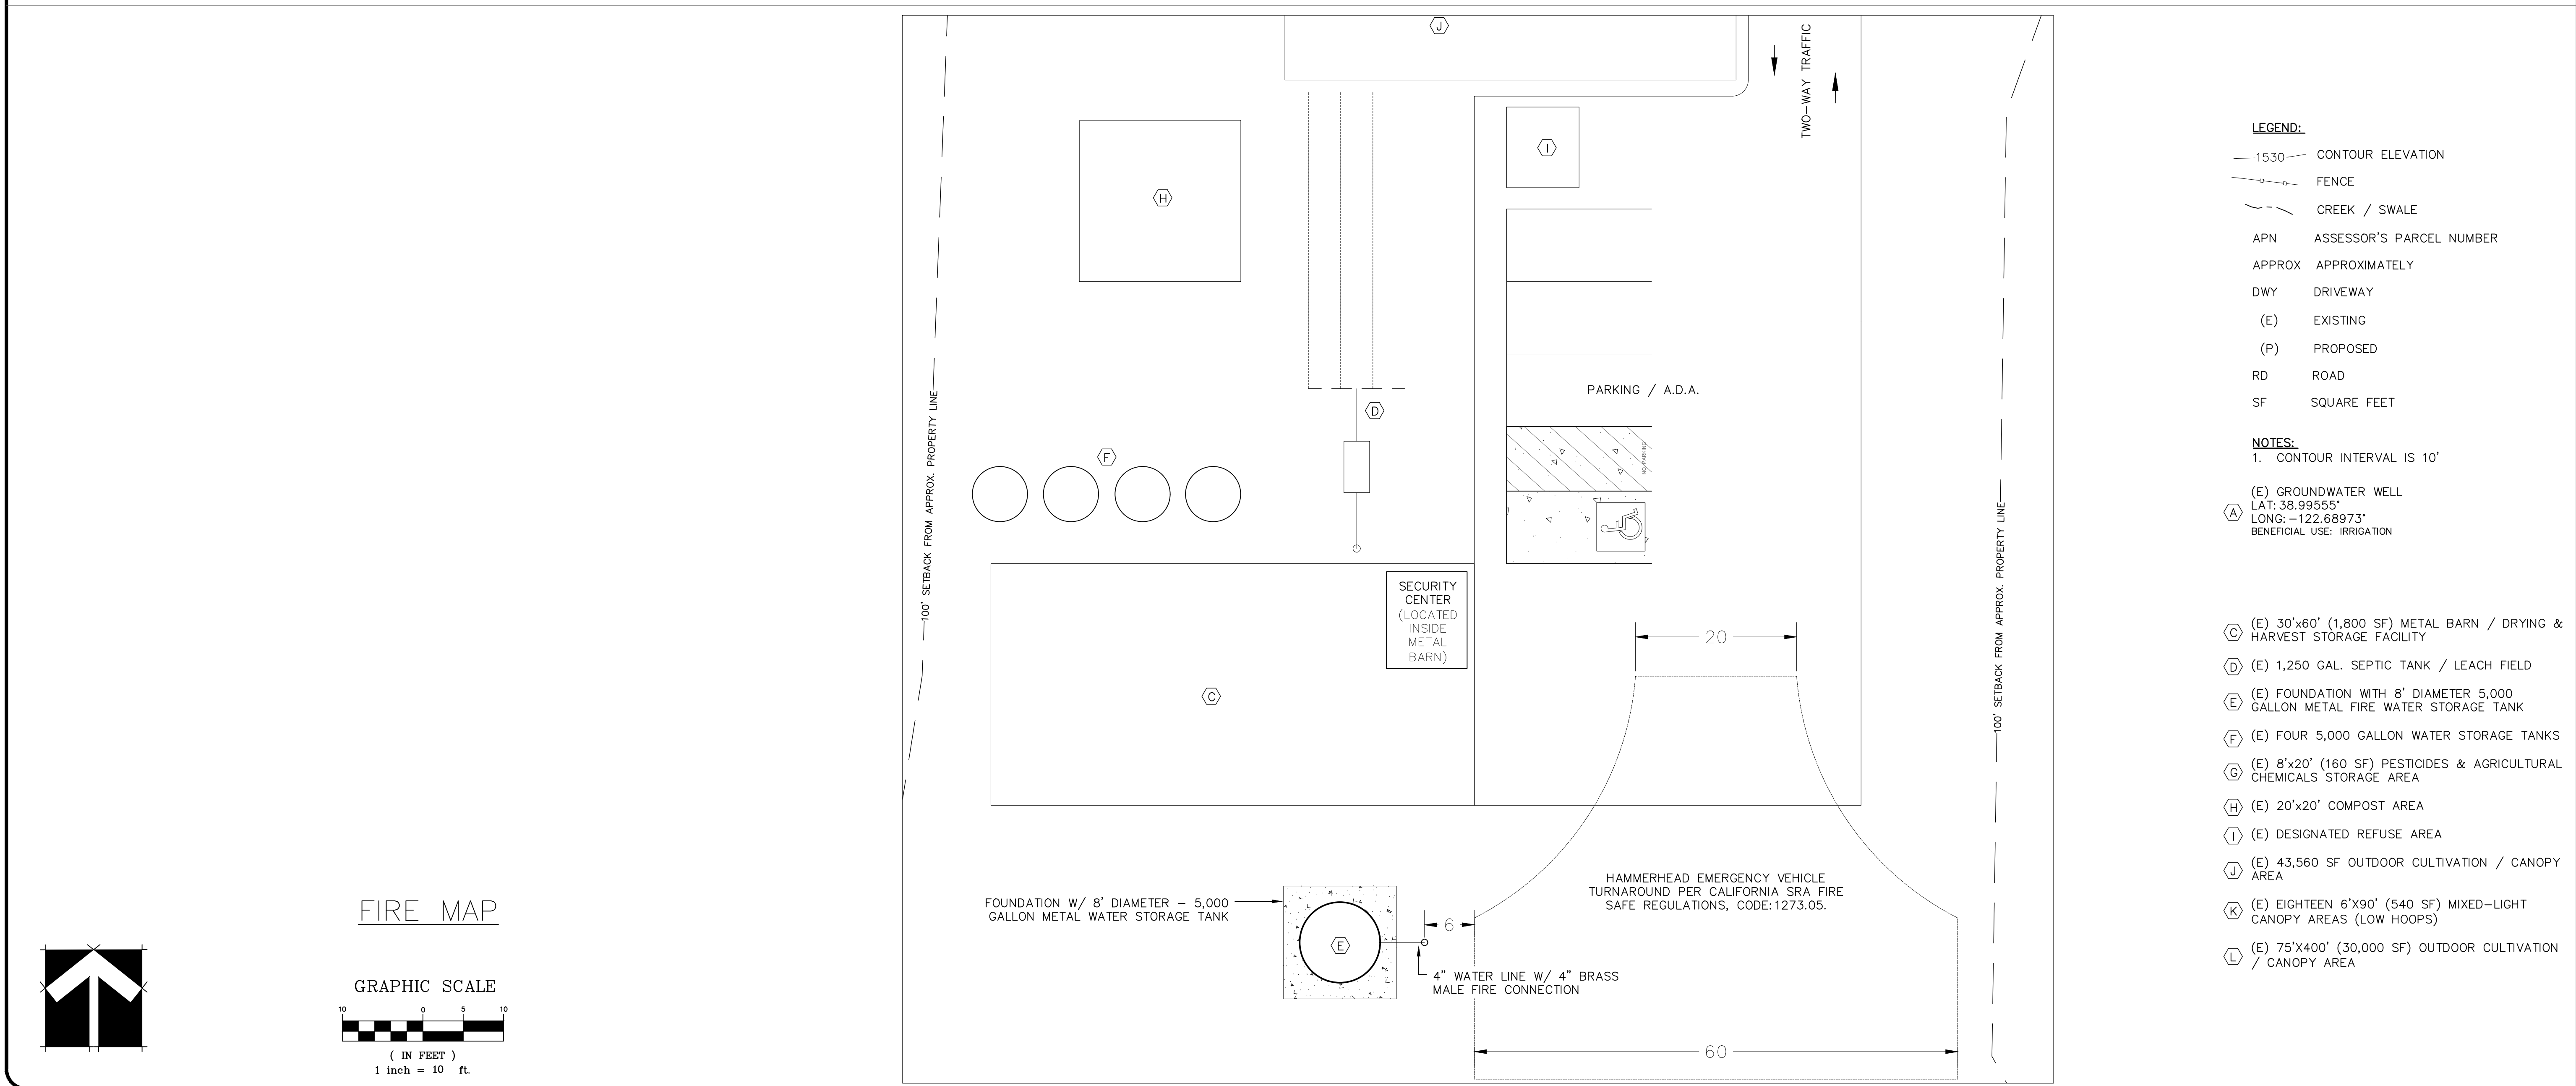 J
TWO-WAY TRAFFIC
I
H
100' SETBACK FROM APPROX. PROPERTY LINE
D
PARKING / A.D.A.
F
NO PARKING
SECURITY
CENTER
(LOCATED
INSIDE
METAL
BARN)
C
20
100' SETBACK FROM APPROX. PROPERTY LINE
HAMMERHEAD EMERGENCY VEHICLE
TURNAROUND PER CALIFORNIA SRA FIRE
SAFE REGULATIONS, CODE:1273.05.
FOUNDATION W/ 8' DIAMETER – 5,000
GALLON METAL WATER STORAGE TANK
6
E
4" WATER LINE W/ 4" BRASS
MALE FIRE CONNECTION
60
FIRE MAP
GRAPHIC SCALE
10 0 5 10
( IN FEET )
1 inch = 10 ft.
LEGEND:
1530 CONTOUR ELEVATION
FENCE
CREEK / SWALE
APN ASSESSOR'S PARCEL NUMBER
APPROX APPROXIMATELY
DWY DRIVEWAY
(E) EXISTING
(P) PROPOSED
RD ROAD
SF SQUARE FEET
NOTES:
1. CONTOUR INTERVAL IS 10'
A (E) GROUNDWATER WELL
LAT: 38.99555°
LONG: –122.68973°
BENEFICIAL USE: IRRIGATION
C (E) 30'x60' (1,800 SF) METAL BARN / DRYING &
HARVEST STORAGE FACILITY
D (E) 1,250 GAL. SEPTIC TANK / LEACH FIELD
E (E) FOUNDATION WITH 8' DIAMETER 5,000
GALLON METAL FIRE WATER STORAGE TANK
F (E) FOUR 5,000 GALLON WATER STORAGE TANKS
G (E) 8'x20' (160 SF) PESTICIDES & AGRICULTURAL
CHEMICALS STORAGE AREA
H (E) 20'x20' COMPOST AREA
I (E) DESIGNATED REFUSE AREA
J (E) 43,560 SF OUTDOOR CULTIVATION / CANOPY
AREA
K (E) EIGHTEEN 6'X90' (540 SF) MIXED–LIGHT
CANOPY AREAS (LOW HOOPS)
L (E) 75'X400' (30,000 SF) OUTDOOR CULTIVATION
/ CANOPY AREA